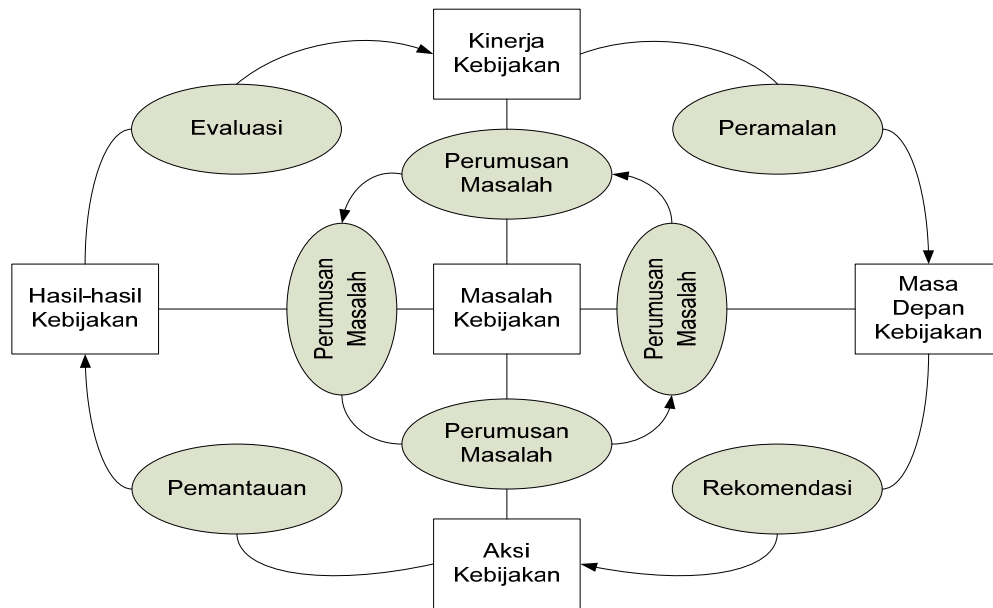 Kinerja
Kebijakan
Evaluasi
Peramalan
Perumusan
Masalah
Hasil-hasil
Kebijakan
Perumusan
Masalah
Masalah
Kebijakan
Perumusan
Masalah
Masa
Depan
Kebijakan
Perumusan
Masalah
Pemantauan
Rekomendasi
Aksi
Kebijakan